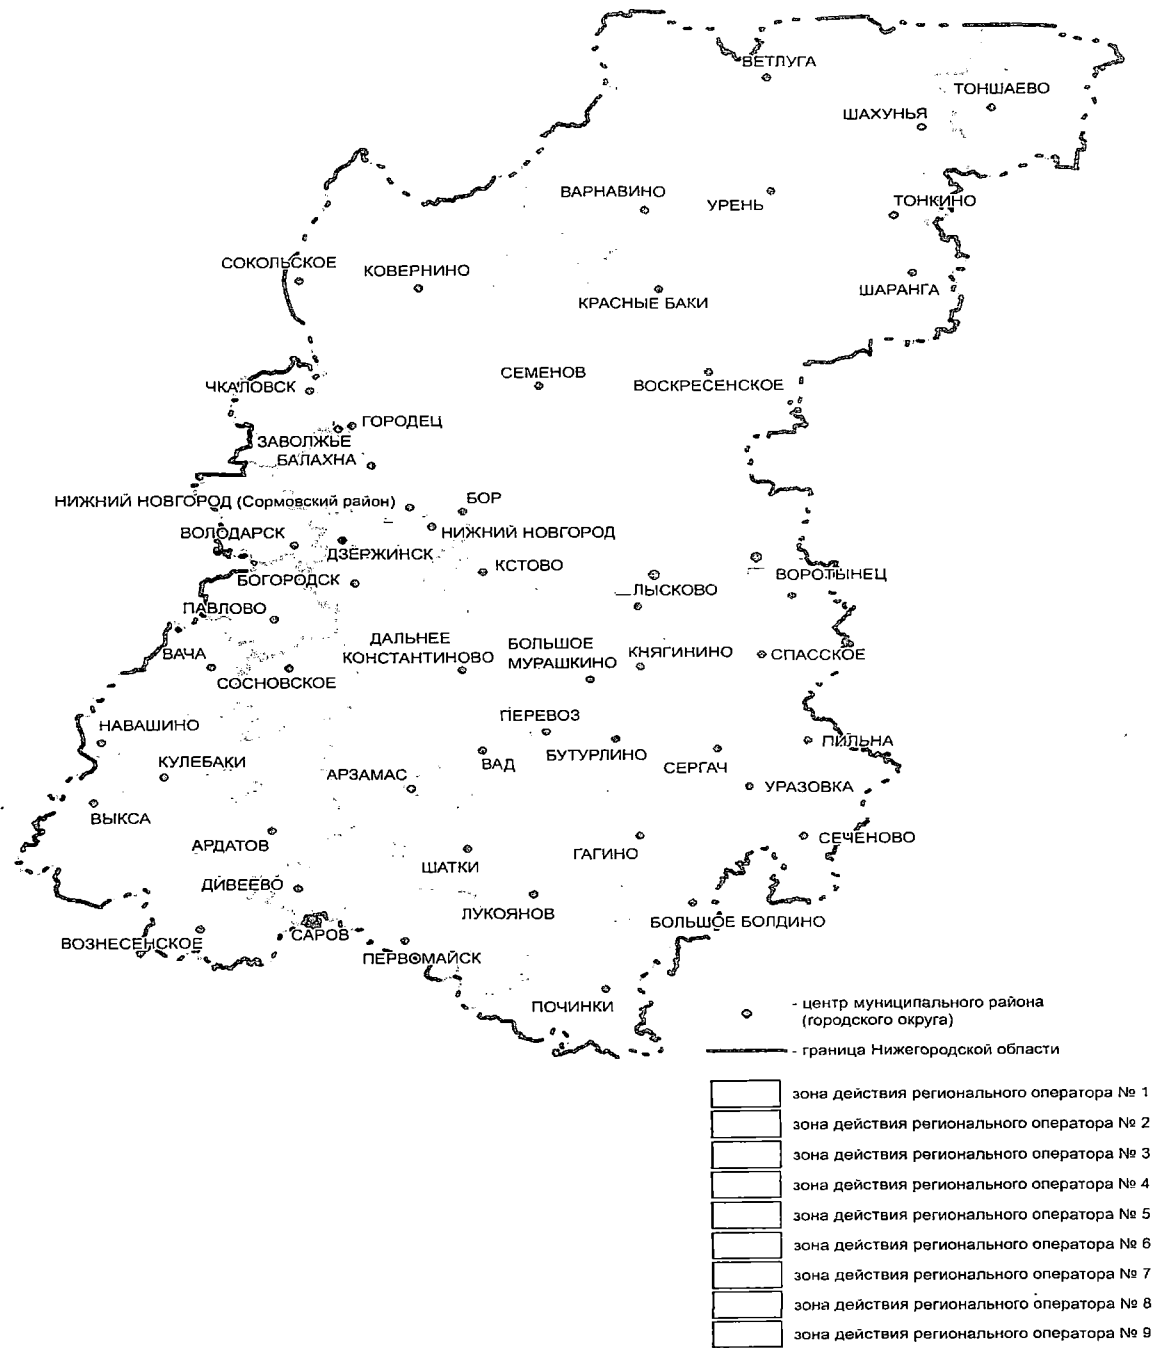 ВЕТЛУГА
ТОНШАЕВО
ШАХУНЬЯ
ВАРНАВИНО
УРЕНЬ
ТОНКИНО
СОКОЛЬСКОЕ
КОВЕРНИНО
ШАРАНГА
КРАСНЫЕ БАКИ
СЕМЕНОВ
ВОСКРЕСЕНСКОЕ
ЧКАЛОВСК
ГОРОДЕЦ
ЗАВОЛЖЬЕ
БАЛАХНА
НИЖНИЙ НОВГОРОД (Сормовский район)
БОР
ВОЛОДАРСК
НИЖНИЙ НОВГОРОД
ДЗЕРЖИНСК
КСТОВО
ВОРОТЫНЕЦ
БОГОРОДСК
ЛЫСКОВО
ПАВЛОВО
ДАЛЬНЕЕ
КОНСТАНТИНОВО
БОЛЬШОЕ
МУРАШКИНО
КНЯГИНИНО
СПАССКОЕ
ВАЧА
СОСНОВСКОЕ
НАВАШИНО
ПЕРЕВОЗ
ПИЛЬНА
КУЛЕБАКИ
АРЗАМАС
ВАД
БУТУРЛИНО
СЕРГАЧ
УРАЗОВКА
ВЫКСА
АРДАТОВ
ШАТКИ
ГАГИНО
СЕЧЕНОВО
ДИВЕЕВО
ЛУКОЯНОВ
БОЛЬШОЕ БОЛДИНО
ВОЗНЕСЕНСКОЕ
САРОВ
ПЕРВОМАЙСК
ПОЧИНКИ
- центр муниципального района
(городского округа)
- граница Нижегородской области
зона действия регионального оператора № 1
зона действия регионального оператора № 2
зона действия регионального оператора № 3
зона действия регионального оператора № 4
зона действия регионального оператора № 5
зона действия регионального оператора № 6
зона действия регионального оператора № 7
зона действия регионального оператора № 8
зона действия регионального оператора № 9